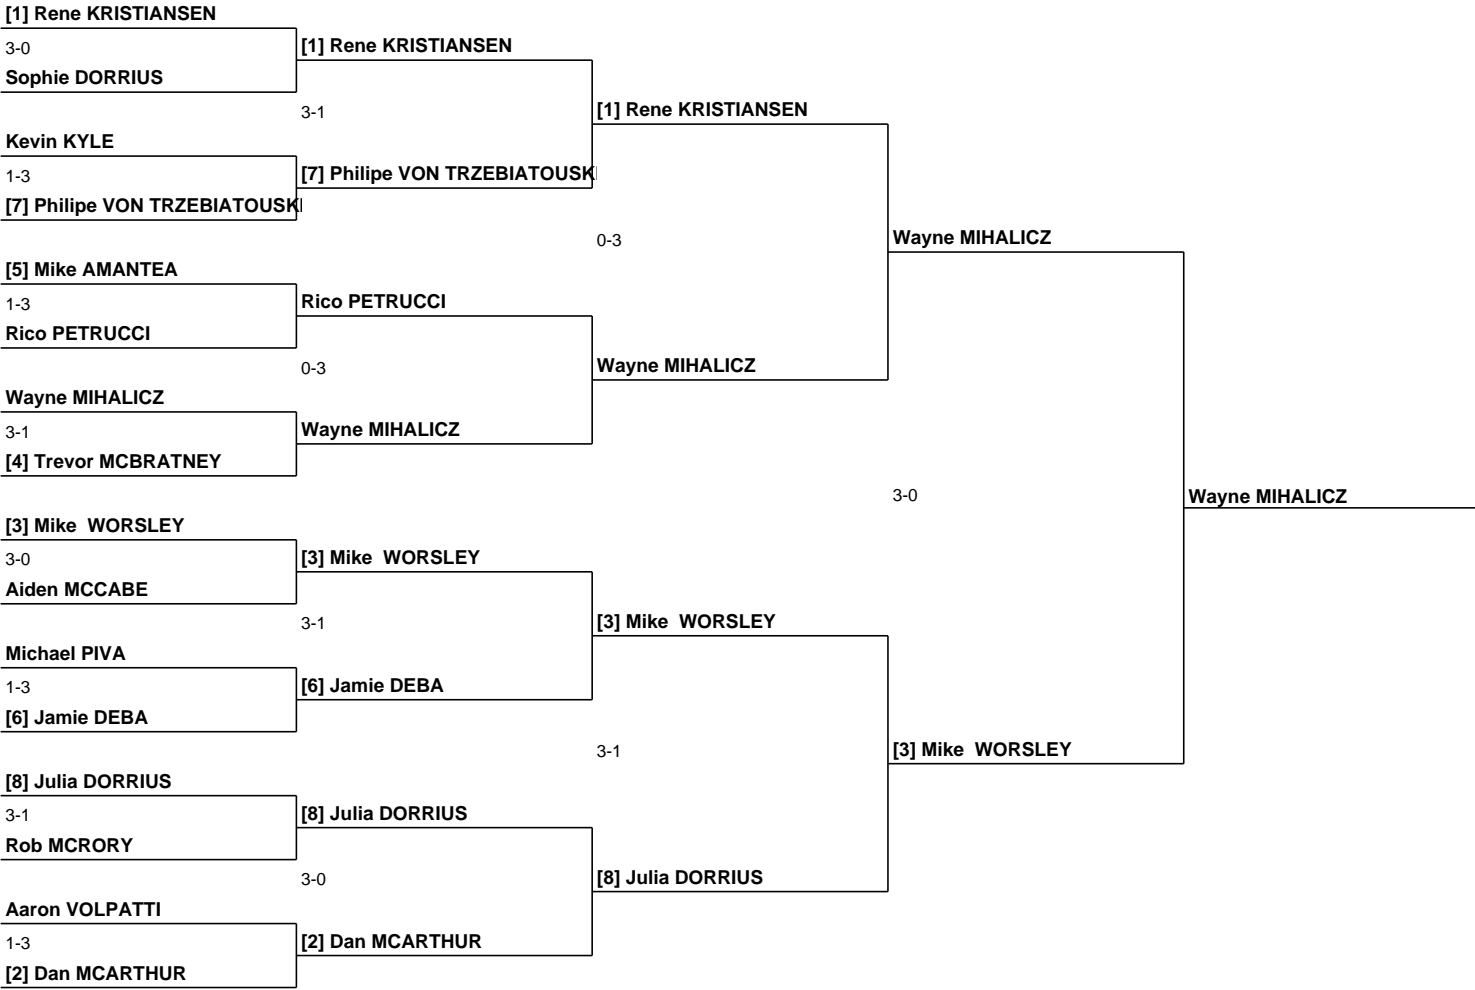 [1] Rene KRISTIANSEN
3-0
Sophie DORRIUS
Kevin KYLE
1-3
[7] Philipe VON TRZEBIATOUSKI
[5] Mike AMANTEA
1-3
Rico PETRUCCI
Wayne MIHALICZ
3-1
[4] Trevor MCBRATNEY
[3] Mike  WORSLEY
3-0
Aiden MCCABE
Michael PIVA
1-3
[6] Jamie DEBA
[8] Julia DORRIUS
3-1
Rob MCRORY
Aaron VOLPATTI
1-3
[2] Dan MCARTHUR
[1] Rene KRISTIANSEN
3-1
[7] Philipe VON TRZEBIATOUSKI
Rico PETRUCCI
0-3
Wayne MIHALICZ
[3] Mike  WORSLEY
3-1
[6] Jamie DEBA
[8] Julia DORRIUS
3-0
[2] Dan MCARTHUR
[1] Rene KRISTIANSEN
0-3
Wayne MIHALICZ
[3] Mike  WORSLEY
3-1
[8] Julia DORRIUS
Wayne MIHALICZ
3-0
[3] Mike  WORSLEY
Wayne MIHALICZ